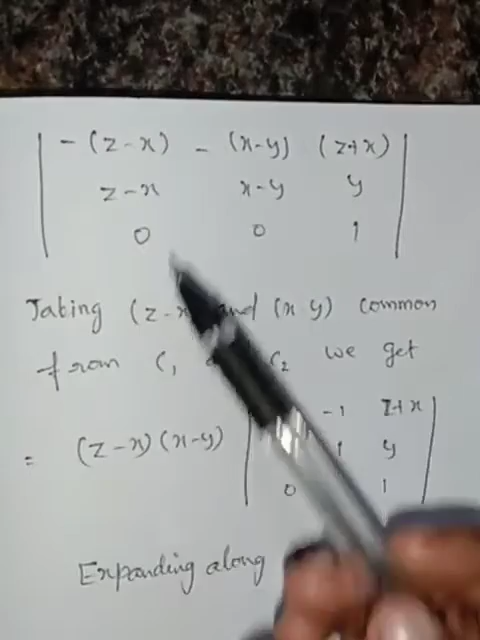 -(z-x) -(x-y) (z+x)
z-x x-y y
0 0 1
Taking (z-x) and (x y) common
from C1 C2 we get
= (z-x)(x-y) -1 z+x
1 y
0 1
Expanding along